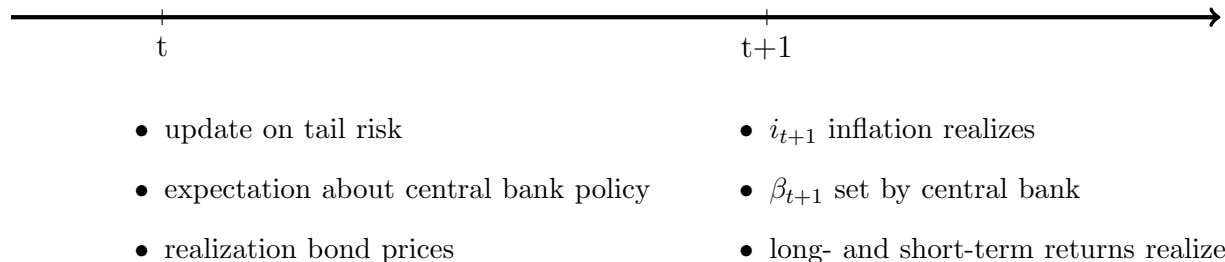 t
t+1
• update on tail risk
• expectation about central bank policy
• realization bond prices
• i_{t+1} inflation realizes
• β_{t+1} set by central bank
• long- and short-term returns realize